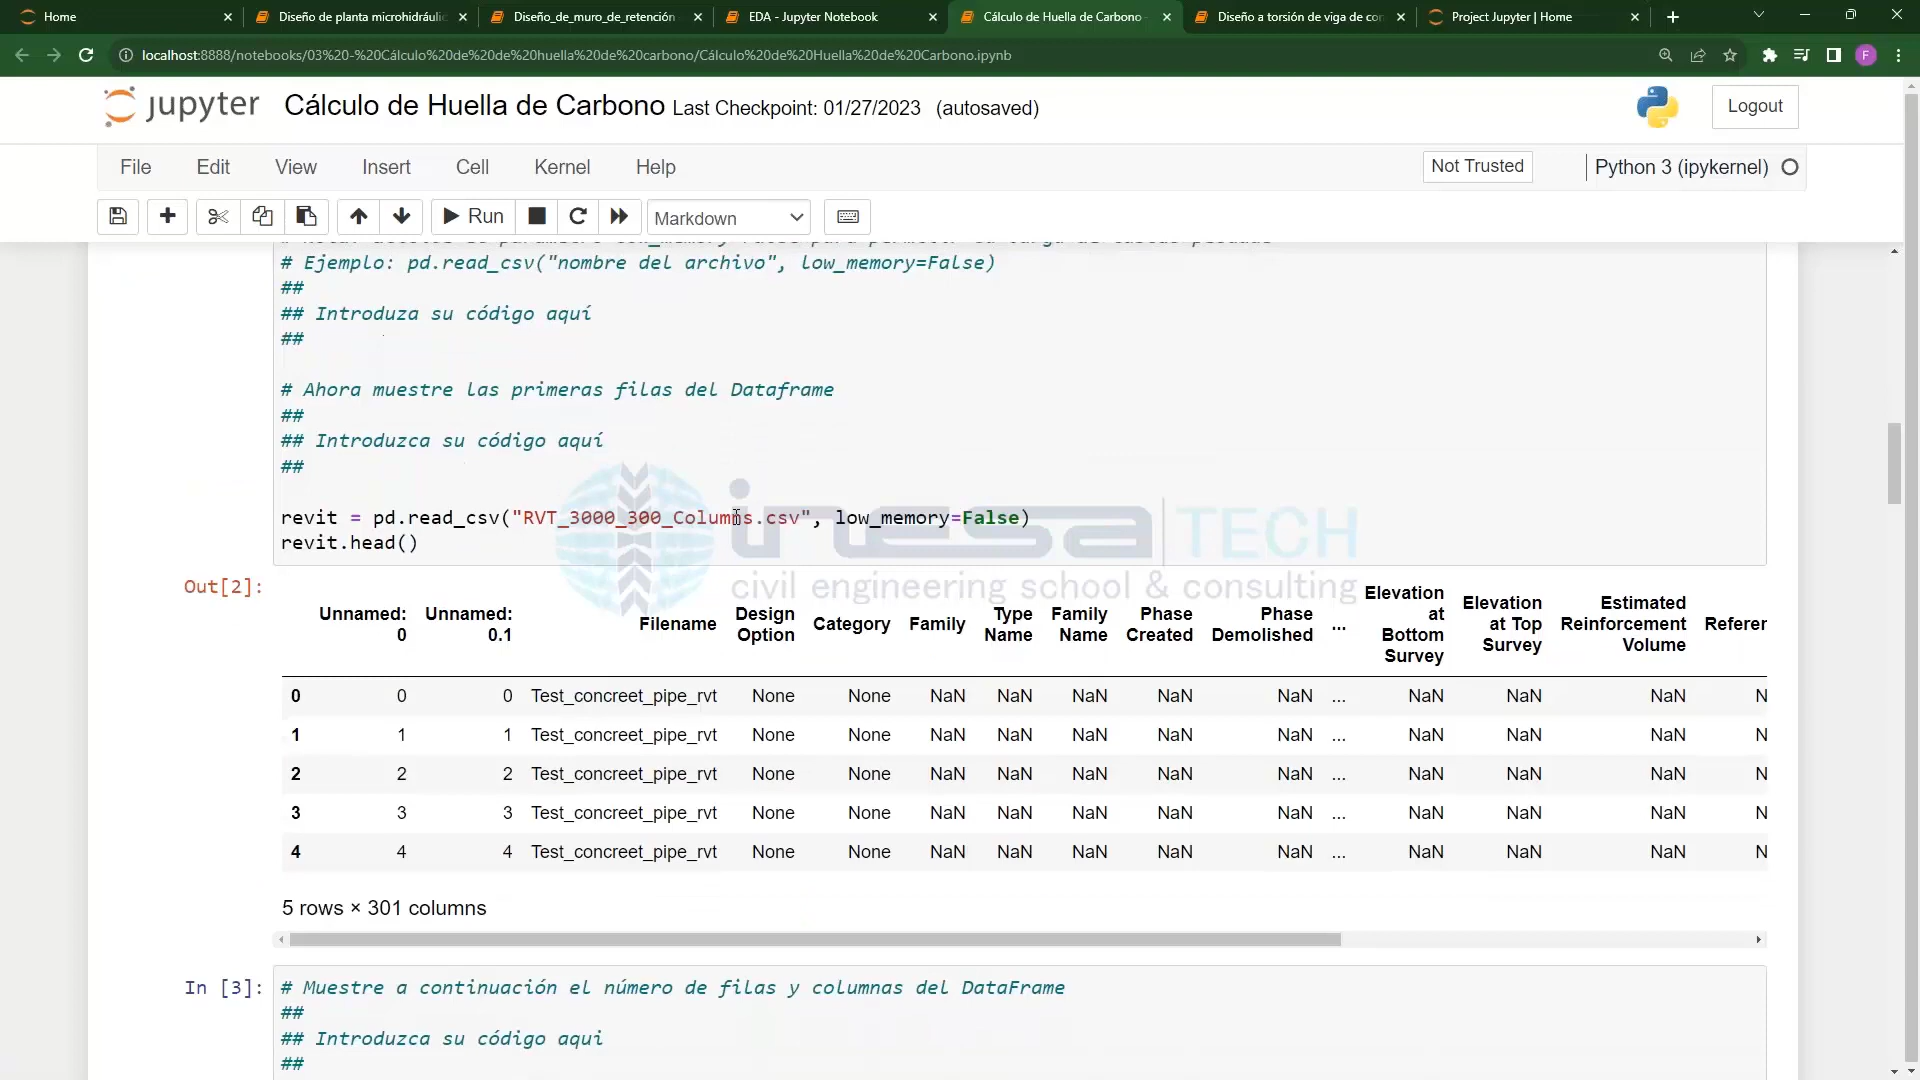 Home
Diseño de planta microhidráulic
Diseño_de_muro_de_retención
EDA - Jupyter Notebook
Cálculo de Huella de Carbono -
Diseño a torsión de viga de con
Project Jupyter | Home
localhost:8888/notebooks/03%20-%20Cálculo%20de%20de%20huella%20de%20carbono/Cálculo%20de%20Huella%20de%20Carbono.ipynb
F
jupyter Cálculo de Huella de Carbono Last Checkpoint: 01/27/2023 (autosaved)
Logout
File Edit View Insert Cell Kernel Help
Not Trusted
Python 3 (ipykernel)
Run
Markdown
# Ejemplo: pd.read_csv("nombre del archivo", low_memory=False)
##
## Introduza su código aquí
##
# Ahora muestre las primeras filas del Dataframe
##
## Introduzca su código aquí
##
revit = pd.read_csv("RVT_3000_300_Columns.csv", low_memory=False)
revit.head()
inesa TECH
civil engineering school & consulting
Out[2]:
Unnamed: 0 Unnamed: 0.1 Filename Design Option Category Family Type Name Family Name Phase Created Phase Demolished ... Elevation at Bottom Survey Elevation at Top Survey Estimated Reinforcement Volume Referer
0 0 0 Test_concreet_pipe_rvt None None NaN NaN NaN NaN NaN ... NaN NaN NaN N
1 1 1 Test_concreet_pipe_rvt None None NaN NaN NaN NaN NaN ... NaN NaN NaN N
2 2 2 Test_concreet_pipe_rvt None None NaN NaN NaN NaN NaN ... NaN NaN NaN N
3 3 3 Test_concreet_pipe_rvt None None NaN NaN NaN NaN NaN ... NaN NaN NaN N
4 4 4 Test_concreet_pipe_rvt None None NaN NaN NaN NaN NaN ... NaN NaN NaN N
5 rows × 301 columns
In [3]:
# Muestre a continuación el número de filas y columnas del DataFrame
##
## Introduzca su código aqui
##